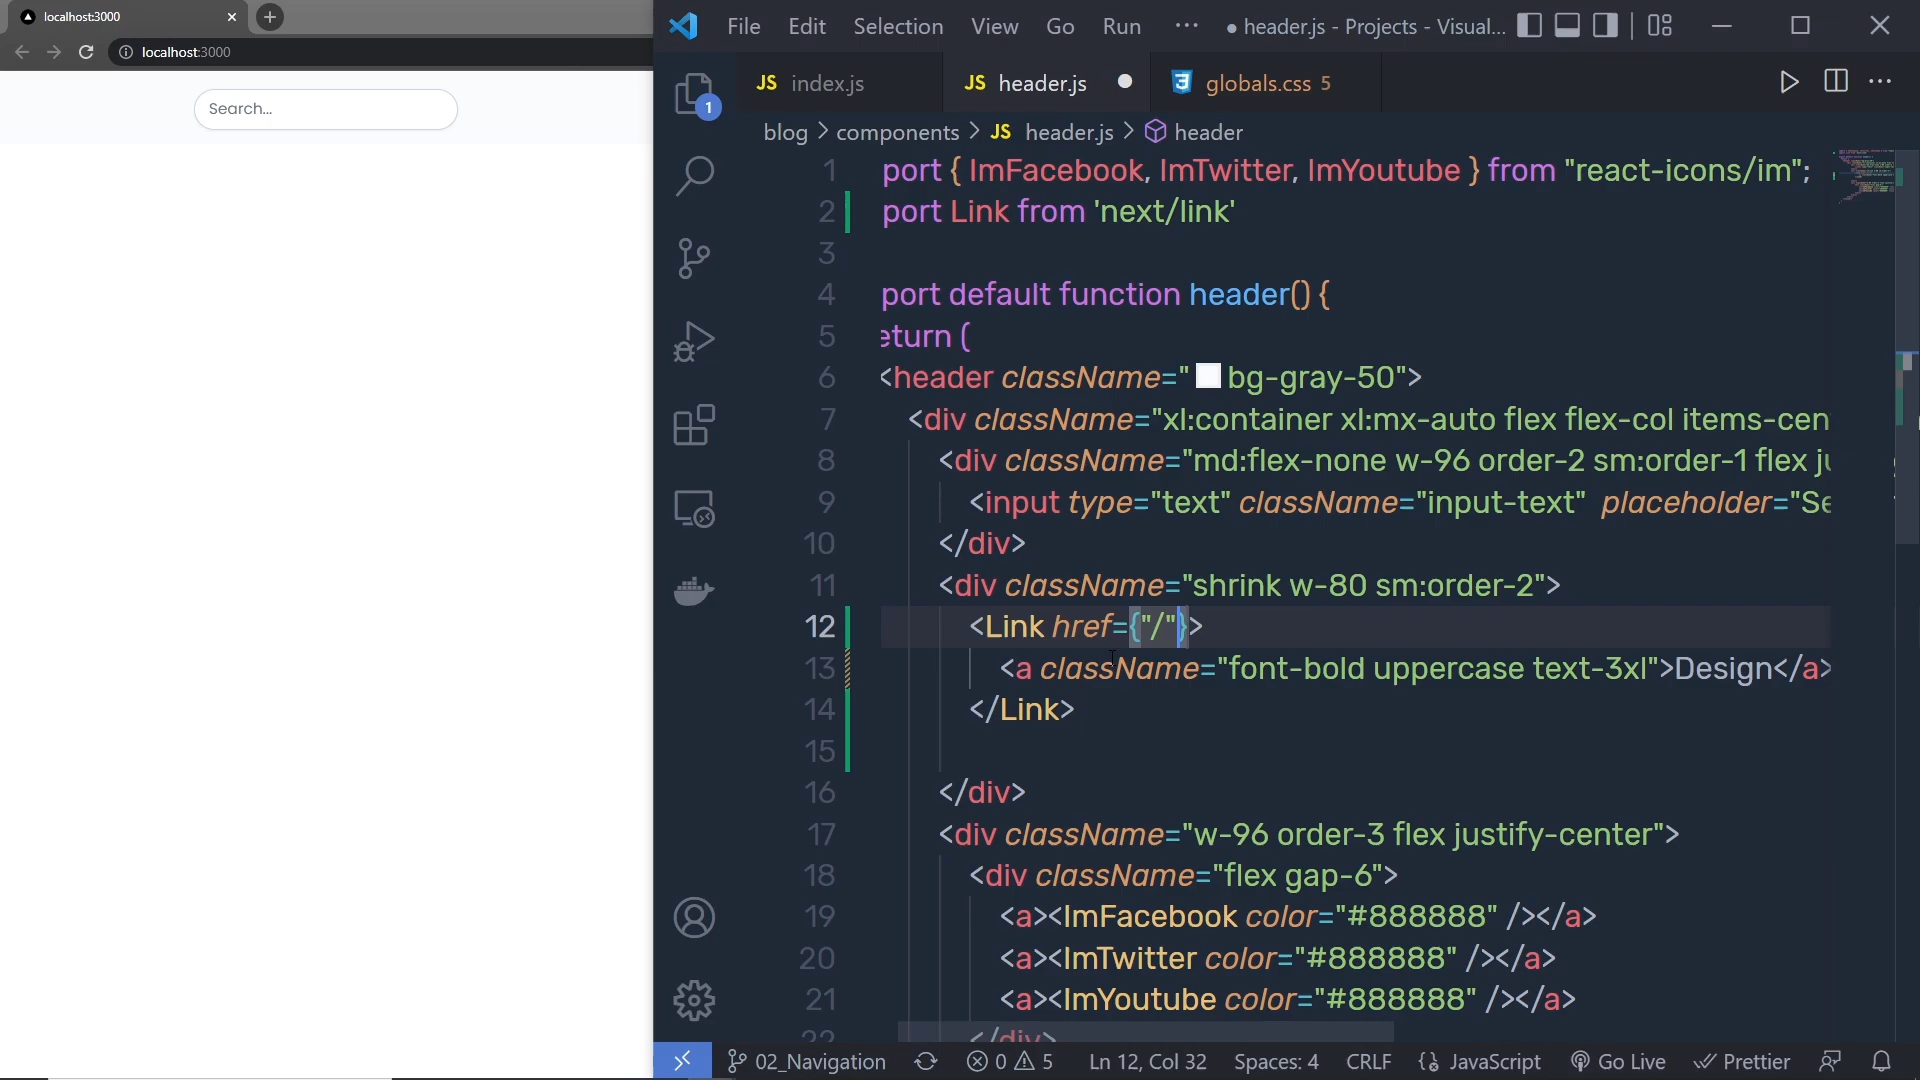 localhost:3000
localhost:3000
Search...
File Edit Selection View Go Run ··· ● header.js - Projects - Visual...
1
JS index.js
JS header.js
globals.css 5
blog > components > JS header.js > header
1 port { ImFacebook, ImTwitter, ImYoutube } from "react-icons/im";
2 port Link from 'next/link'
3
4 port default function header() {
5 eturn (
6 <header className="bg-gray-50">
7 <div className="xl:container xl:mx-auto flex flex-col items-cen
8 <div className="md:flex-none w-96 order-2 sm:order-1 flex ju
9 <input type="text" className="input-text" placeholder="Se
10 </div>
11 <div className="shrink w-80 sm:order-2">
12 <Link href={"/"}>
13 <a className="font-bold uppercase text-3xl">Design</a>
14 </Link>
15
16 </div>
17 <div className="w-96 order-3 flex justify-center">
18 <div className="flex gap-6">
19 <a><ImFacebook color="#888888" /></a>
20 <a><ImTwitter color="#888888" /></a>
21 <a><ImYoutube color="#888888" /></a>
22 </div>
02_Navigation 0 5 Ln 12, Col 32 Spaces: 4 CRLF {} JavaScript Go Live Prettier